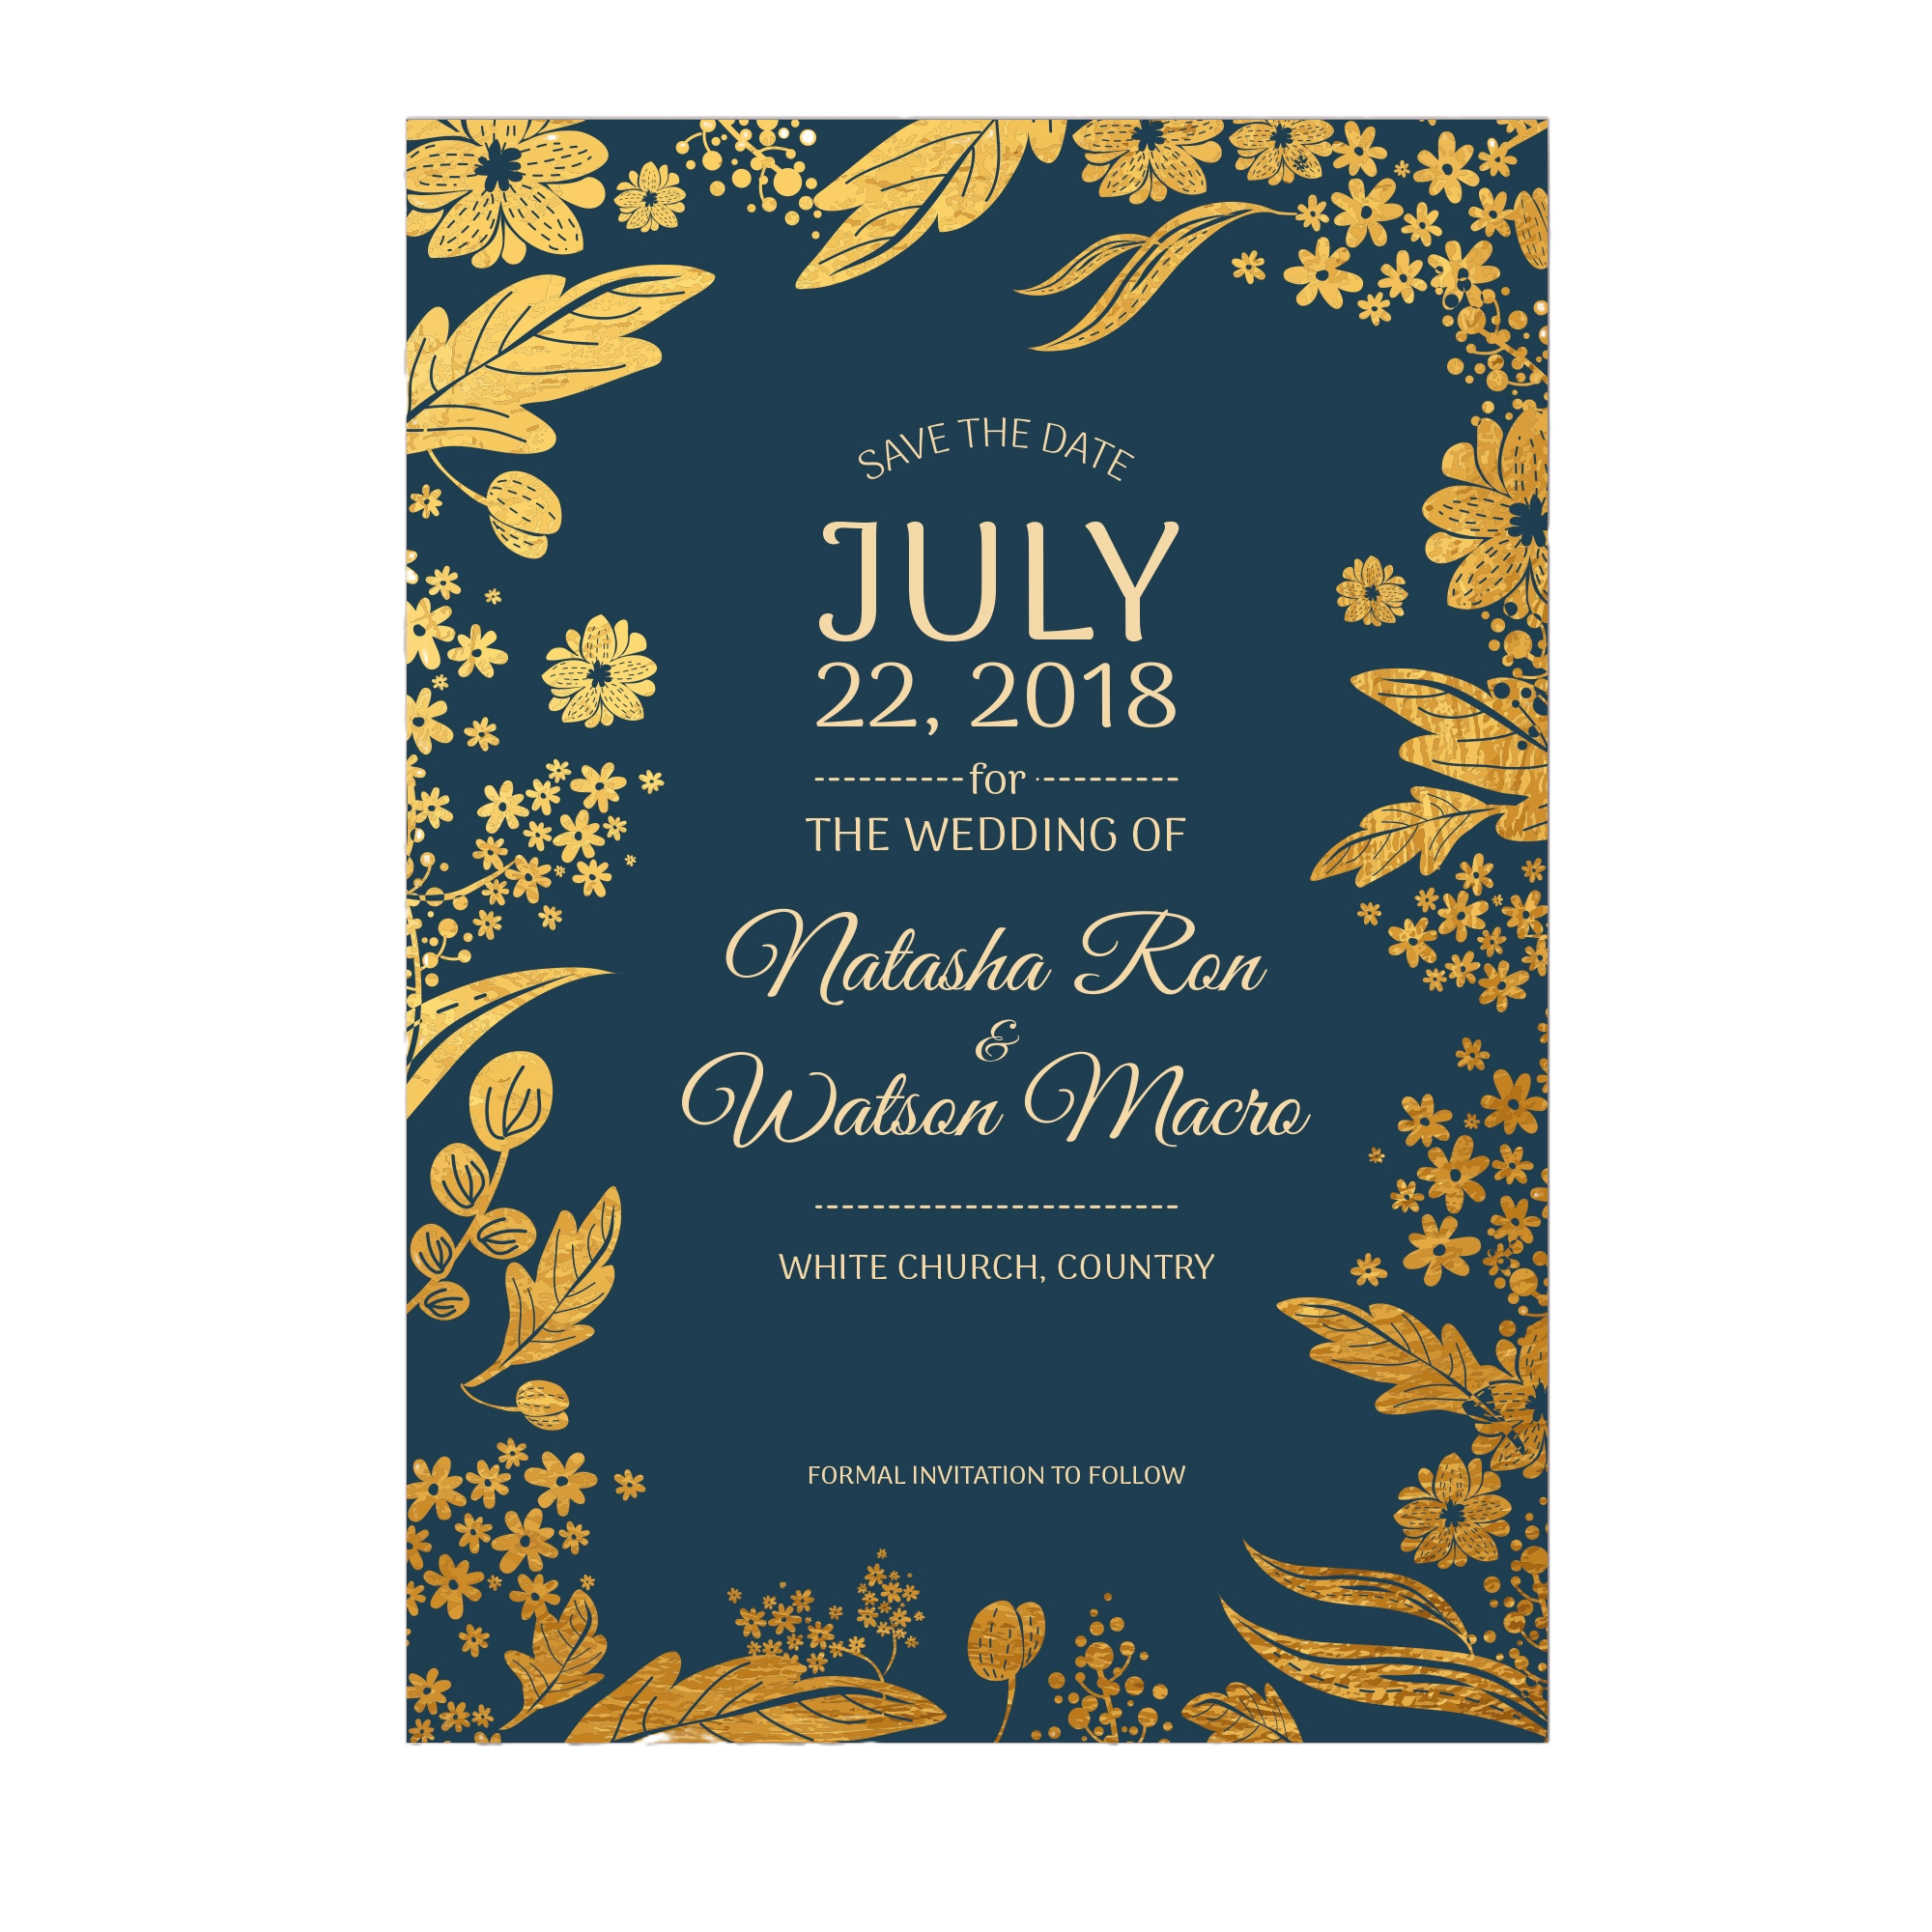 SAVE THE DATE
JULY
22, 2018
for
THE WEDDING OF
Natasha Ron
&
Watson Macro
WHITE CHURCH, COUNTRY
FORMAL INVITATION TO FOLLOW